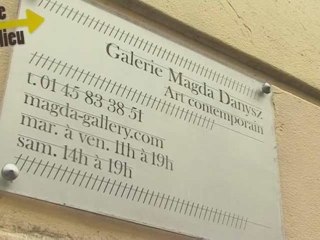 lieu
Galerie Magda Danysz
Art contemporain
t. 01 45 83 38 51
magda-gallery.com
mar. à ven. 11h à 19h
sam. 14h à 19h